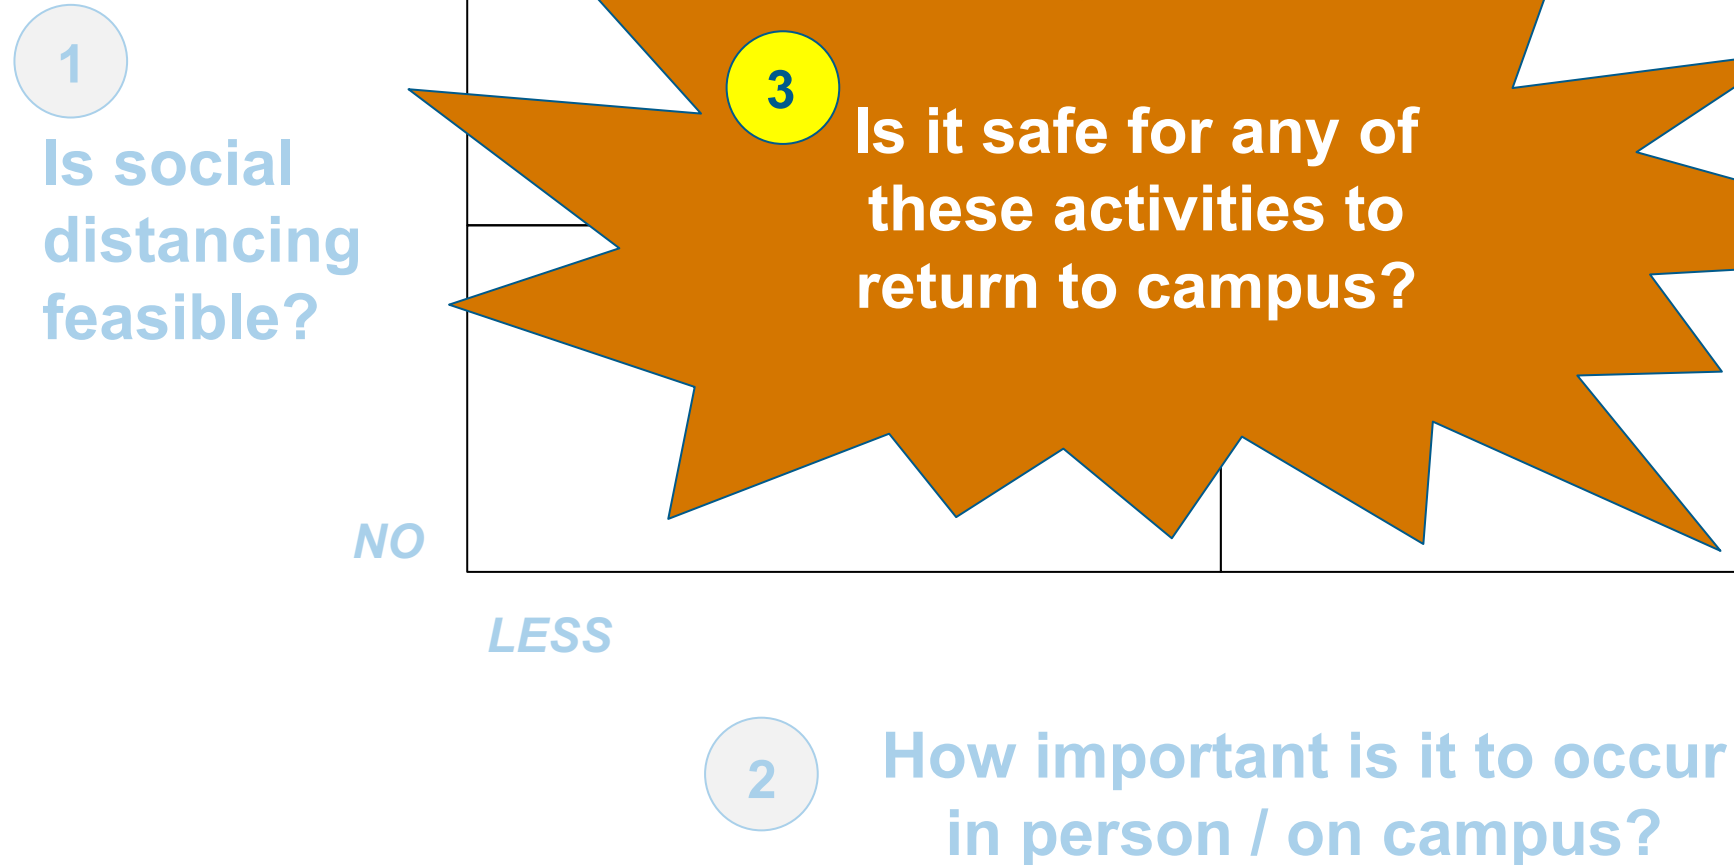 1
Is social
distancing
feasible?
3
Is it safe for any of
these activities to
return to campus?
NO
LESS
2
How important is it to occur
in person / on campus?